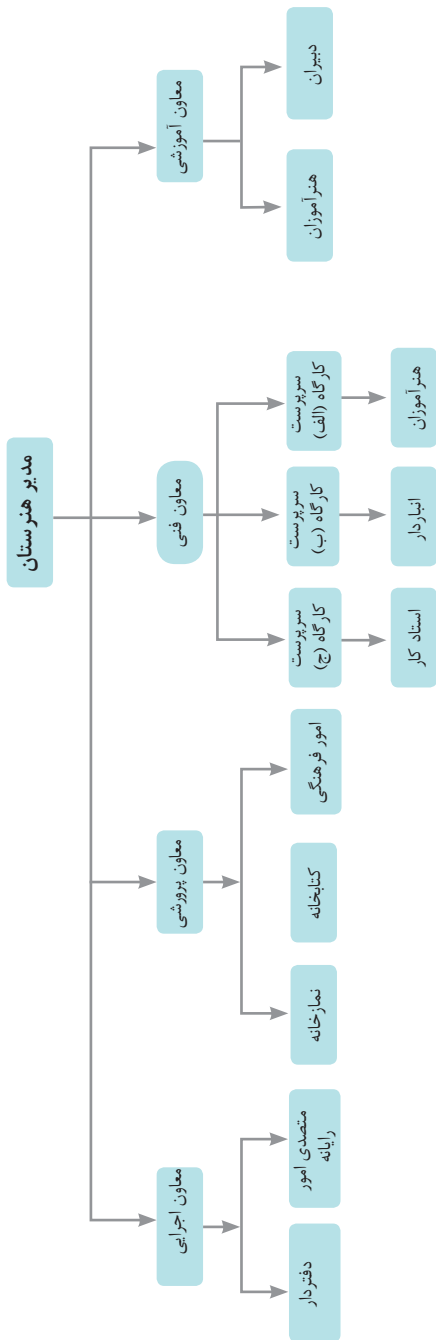 مدیر هنرستان
معاون آموزشی
معاون فنی
معاون پرورشی
معاون اجرایی
دبیران
هنرآموزان
سرپرست
کارگاه (الف)
سرپرست
کارگاه (ب)
سرپرست
کارگاه (ج)
امور فرهنگی
کتابخانه
نمازخانه
متصدی امور
رایانه
دفتردار
هنرآموزان
انباردار
استاد کار